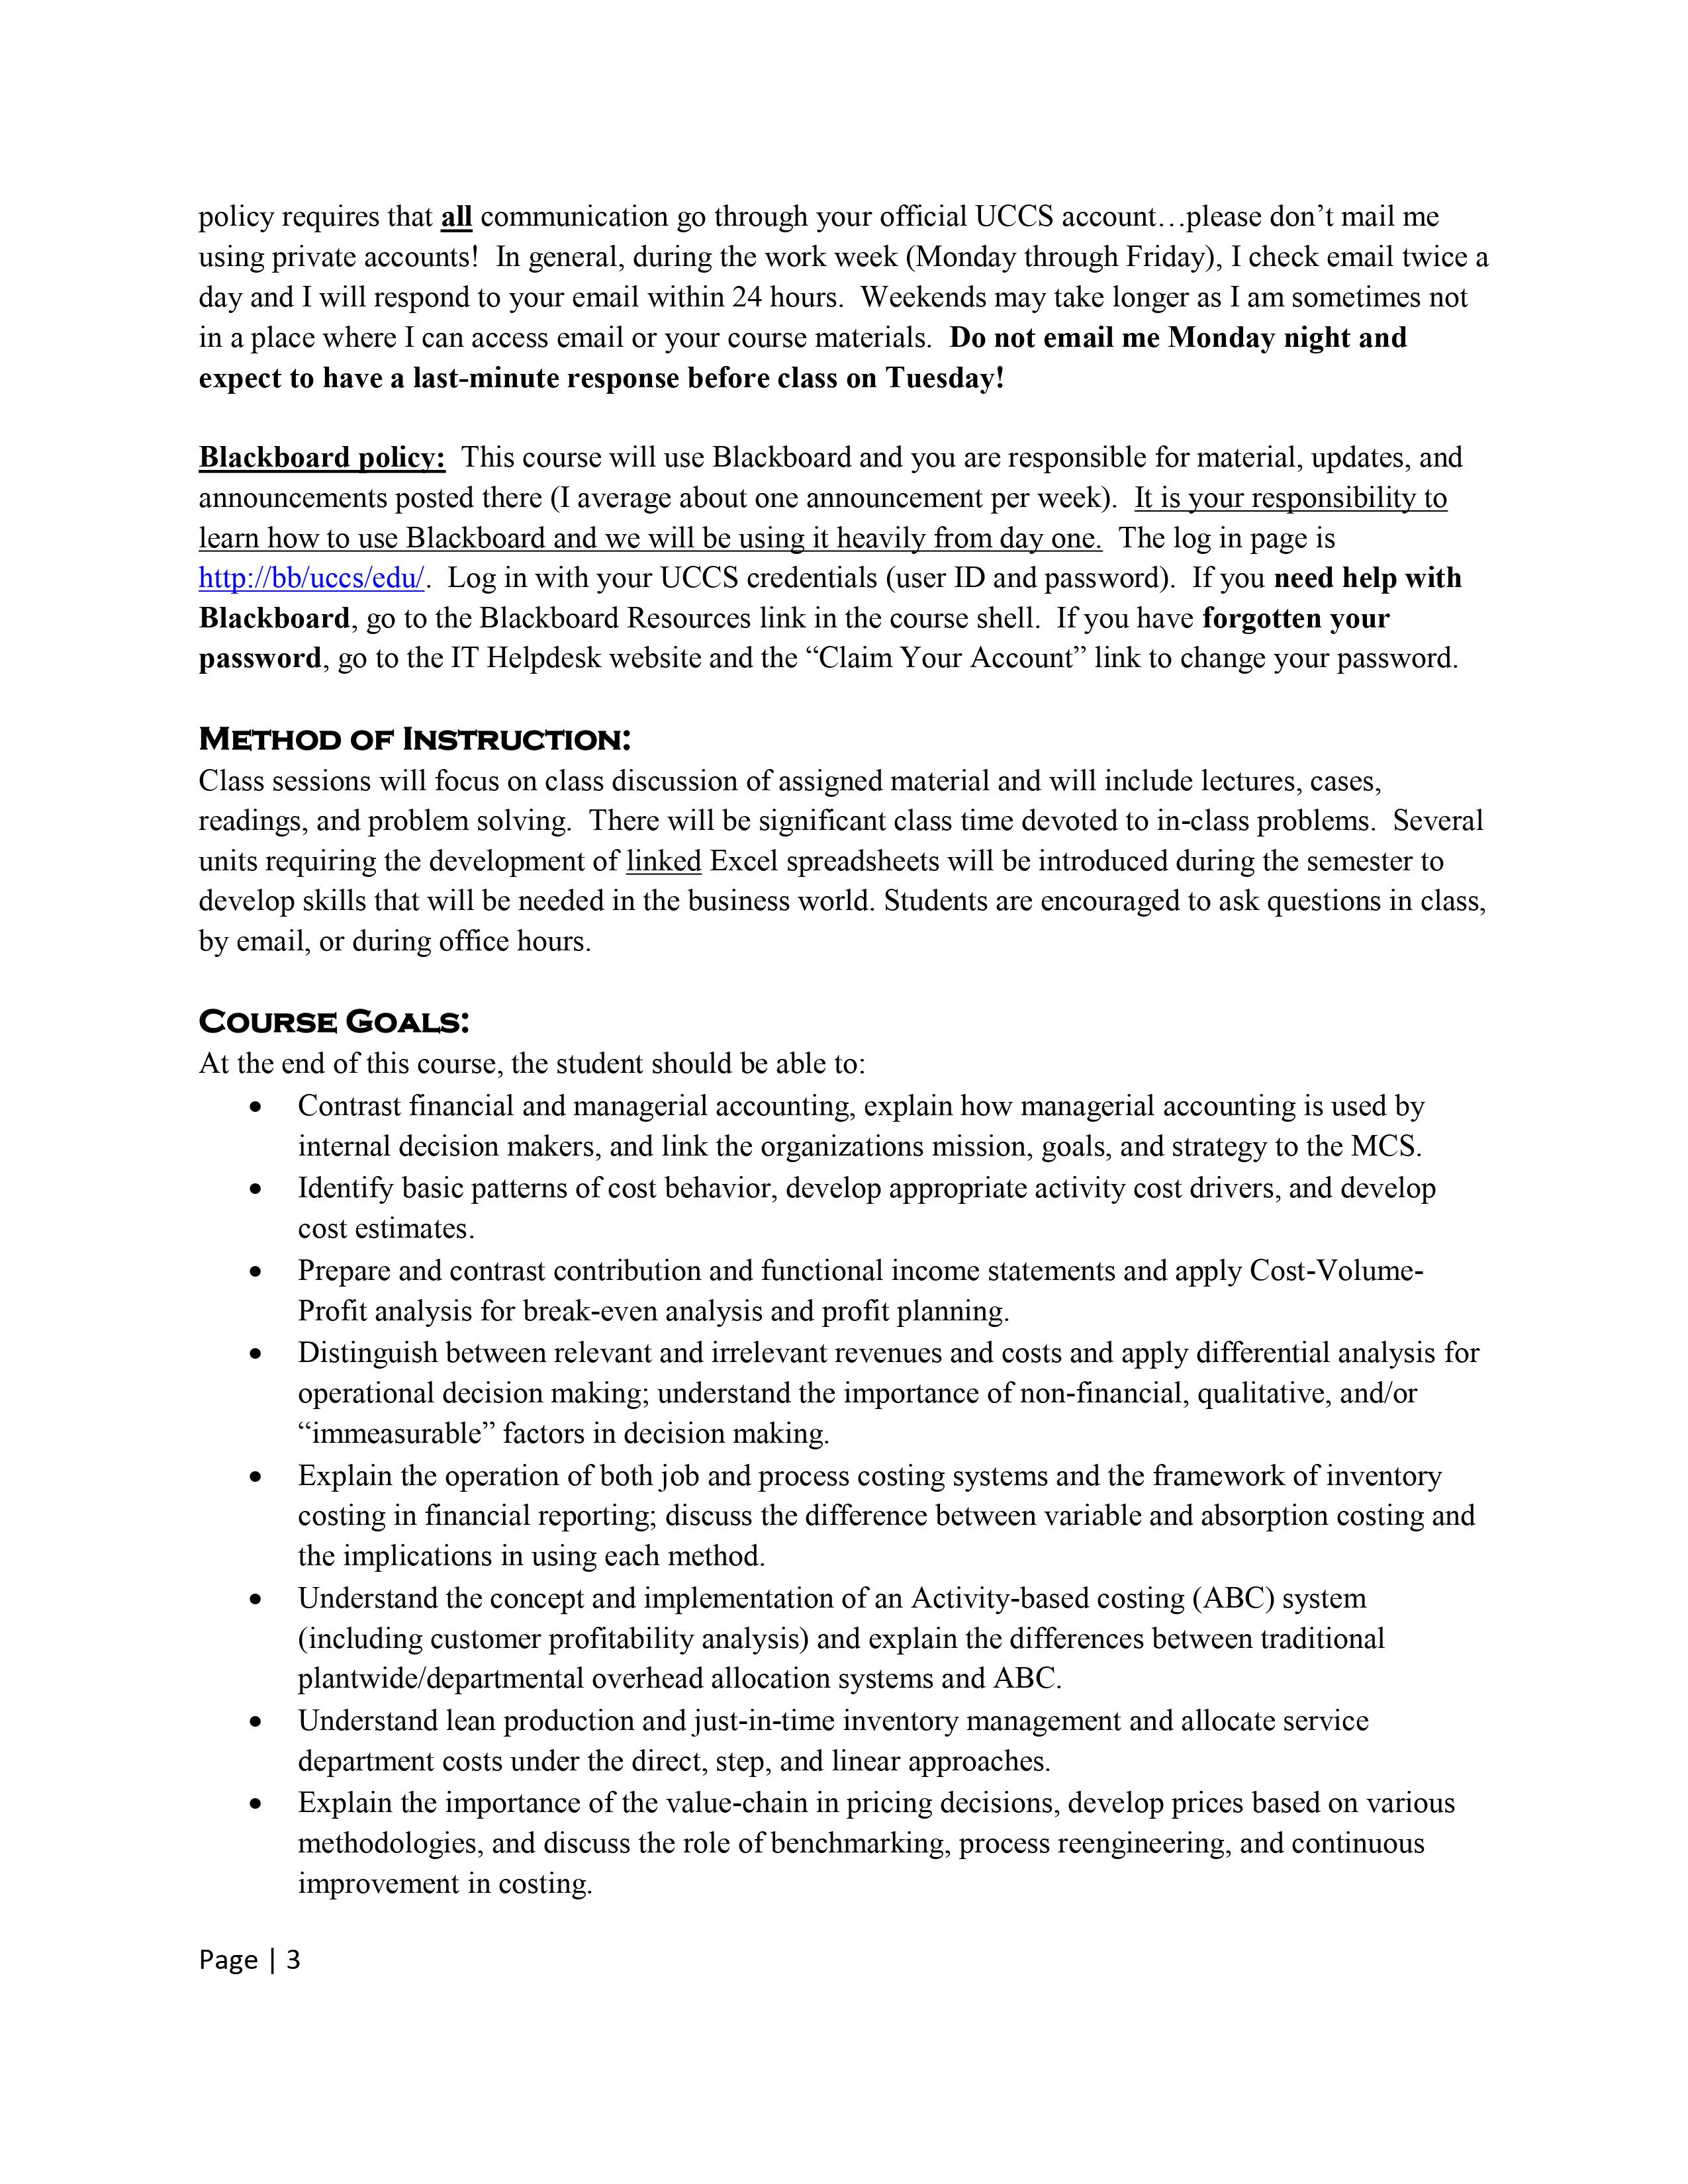 policy requires that all communication go through your official UCCS account…please don’t mail me
using private accounts!  In general, during the work week (Monday through Friday), I check email twice a
day and I will respond to your email within 24 hours.  Weekends may take longer as I am sometimes not
in a place where I can access email or your course materials.  Do not email me Monday night and
expect to have a last-minute response before class on Tuesday!
Blackboard policy:  This course will use Blackboard and you are responsible for material, updates, and
announcements posted there (I average about one announcement per week).  It is your responsibility to
learn how to use Blackboard and we will be using it heavily from day one.  The log in page is
http://bb/uccs/edu/.  Log in with your UCCS credentials (user ID and password).  If you need help with
Blackboard, go to the Blackboard Resources link in the course shell.  If you have forgotten your
password, go to the IT Helpdesk website and the “Claim Your Account” link to change your password.
Method of Instruction:
Class sessions will focus on class discussion of assigned material and will include lectures, cases,
readings, and problem solving.  There will be significant class time devoted to in-class problems.  Several
units requiring the development of linked Excel spreadsheets will be introduced during the semester to
develop skills that will be needed in the business world. Students are encouraged to ask questions in class,
by email, or during office hours.
Course Goals:
At the end of this course, the student should be able to:
• Contrast financial and managerial accounting, explain how managerial accounting is used by
internal decision makers, and link the organizations mission, goals, and strategy to the MCS.
• Identify basic patterns of cost behavior, develop appropriate activity cost drivers, and develop
cost estimates.
• Prepare and contrast contribution and functional income statements and apply Cost-Volume-
Profit analysis for break-even analysis and profit planning.
• Distinguish between relevant and irrelevant revenues and costs and apply differential analysis for
operational decision making; understand the importance of non-financial, qualitative, and/or
“immeasurable” factors in decision making.
• Explain the operation of both job and process costing systems and the framework of inventory
costing in financial reporting; discuss the difference between variable and absorption costing and
the implications in using each method.
• Understand the concept and implementation of an Activity-based costing (ABC) system
(including customer profitability analysis) and explain the differences between traditional
plantwide/departmental overhead allocation systems and ABC.
• Understand lean production and just-in-time inventory management and allocate service
department costs under the direct, step, and linear approaches.
• Explain the importance of the value-chain in pricing decisions, develop prices based on various
methodologies, and discuss the role of benchmarking, process reengineering, and continuous
improvement in costing.
Page | 3